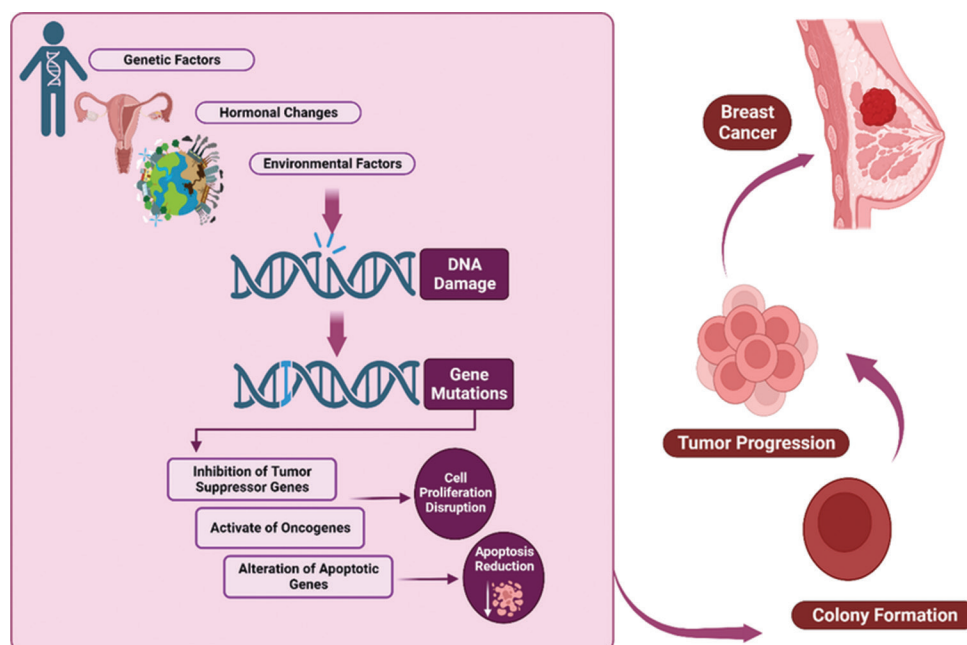 Genetic Factors
Hormonal Changes
Environmental Factors
DNA
Damage
Gene
Mutations
Inhibition of Tumor
Suppressor Genes
Cell
Proliferation
Disruption
Activate of Oncogenes
Alteration of Apoptotic
Genes
Apoptosis
Reduction
Colony Formation
Tumor Progression
Breast
Cancer